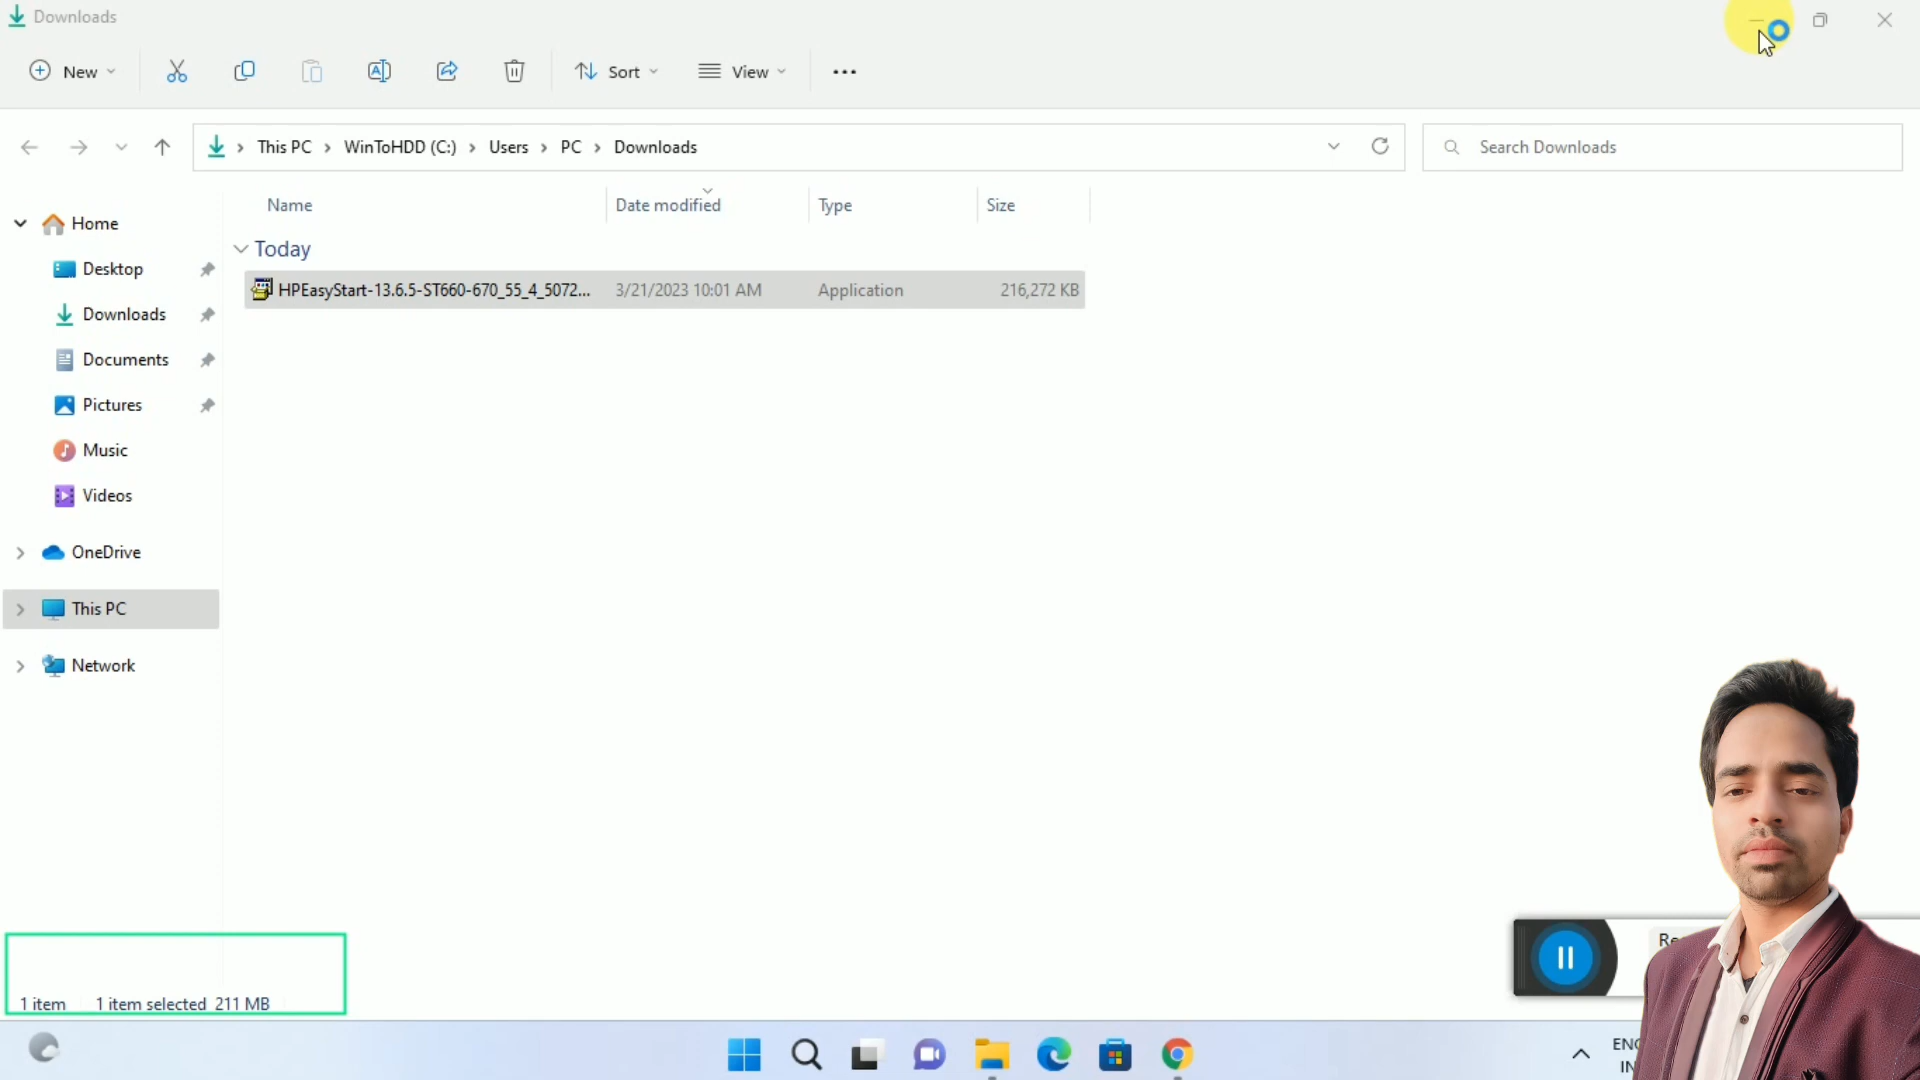 Downloads
New
Sort
View
This PC
WinToHDD (C:)
Users
PC
Downloads
Search Downloads
Name
Date modified
Type
Size
Home
Desktop
Downloads
Documents
Pictures
Music
Videos
OneDrive
This PC
Network
Today
HPEasyStart-13.6.5-ST660-670_55_4_5072...
3/21/2023 10:01 AM
Application
216,272 KB
1 item
1 item selected 211 MB